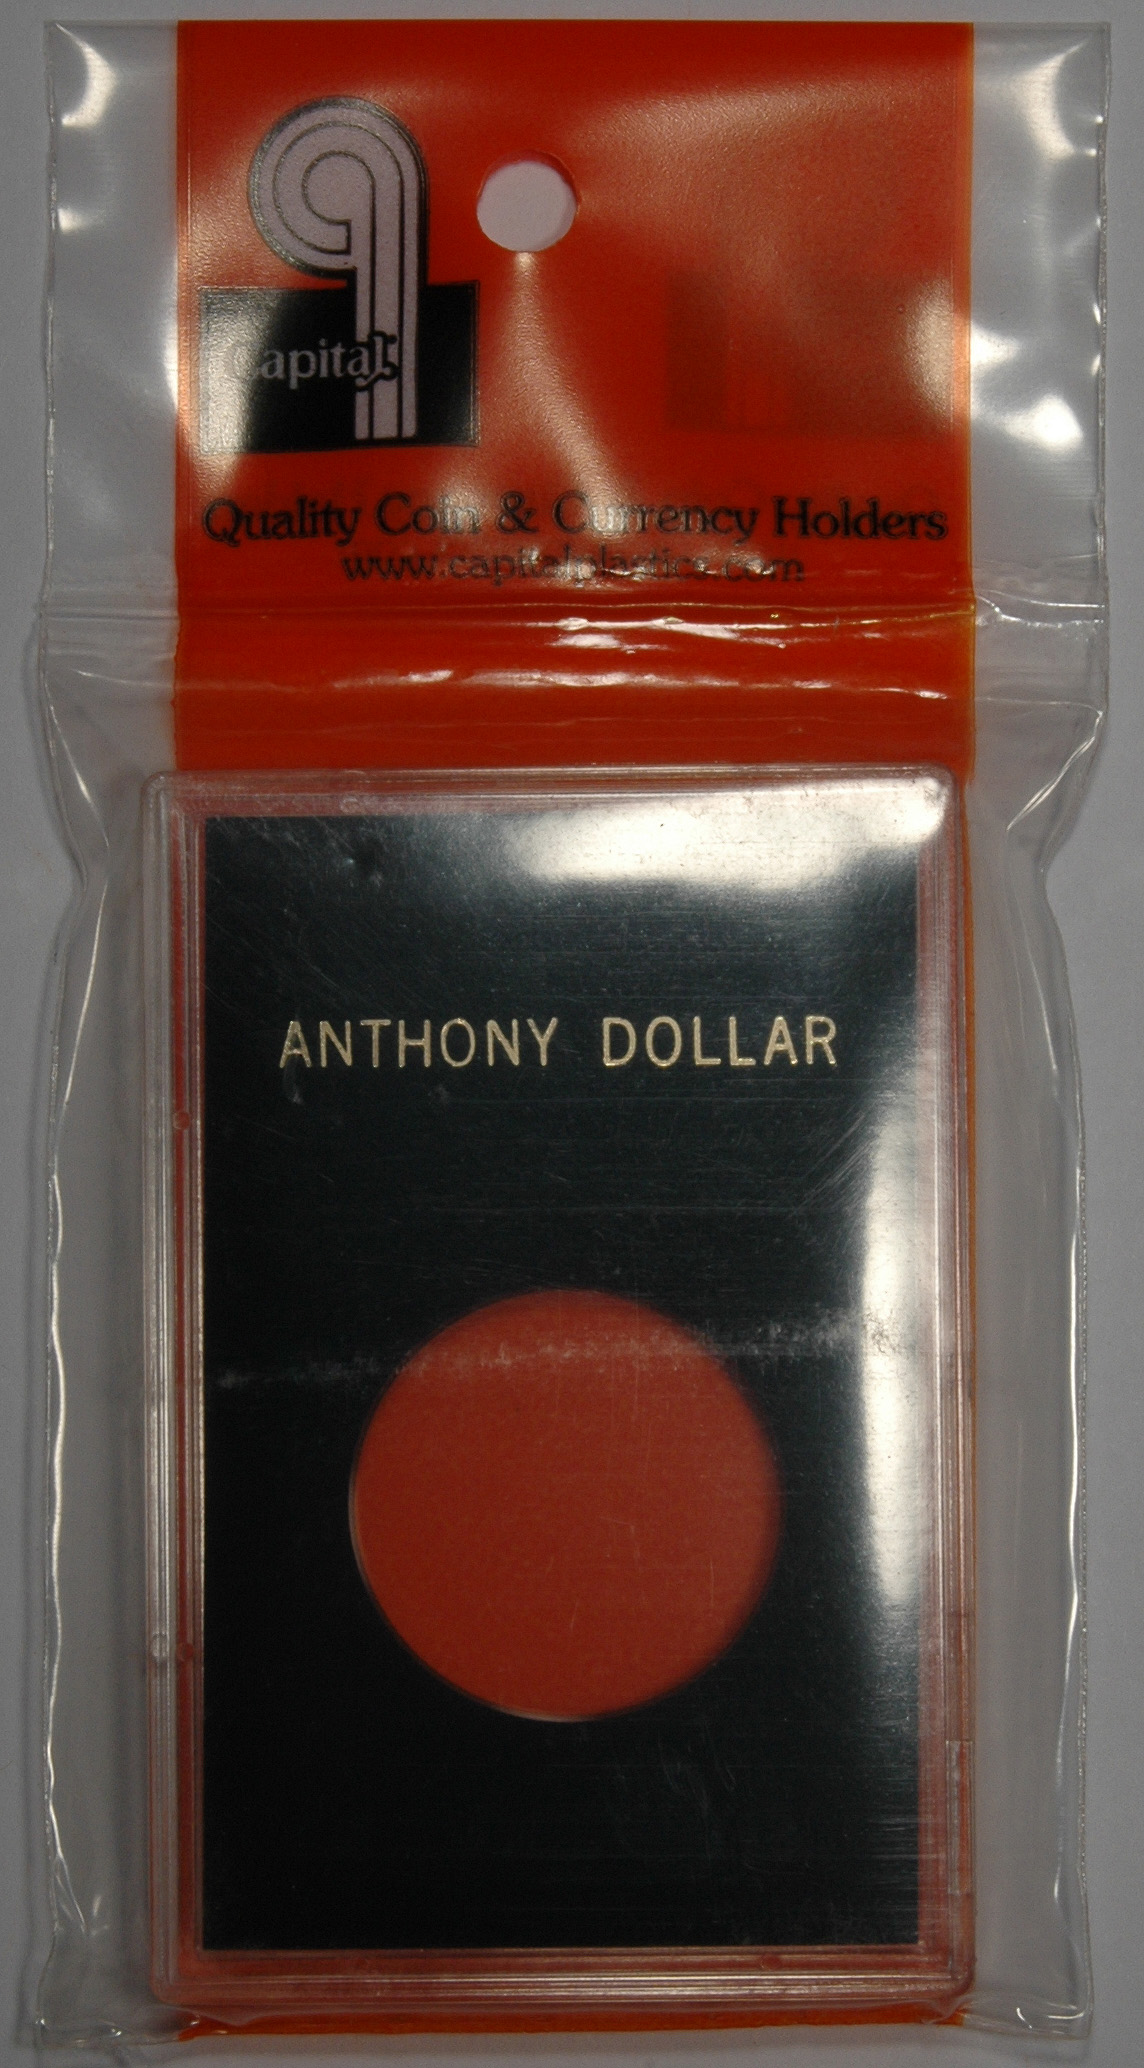 Capital
Quality Coin & Currency Holders
www.capitalplastics.com
ANTHONY DOLLAR